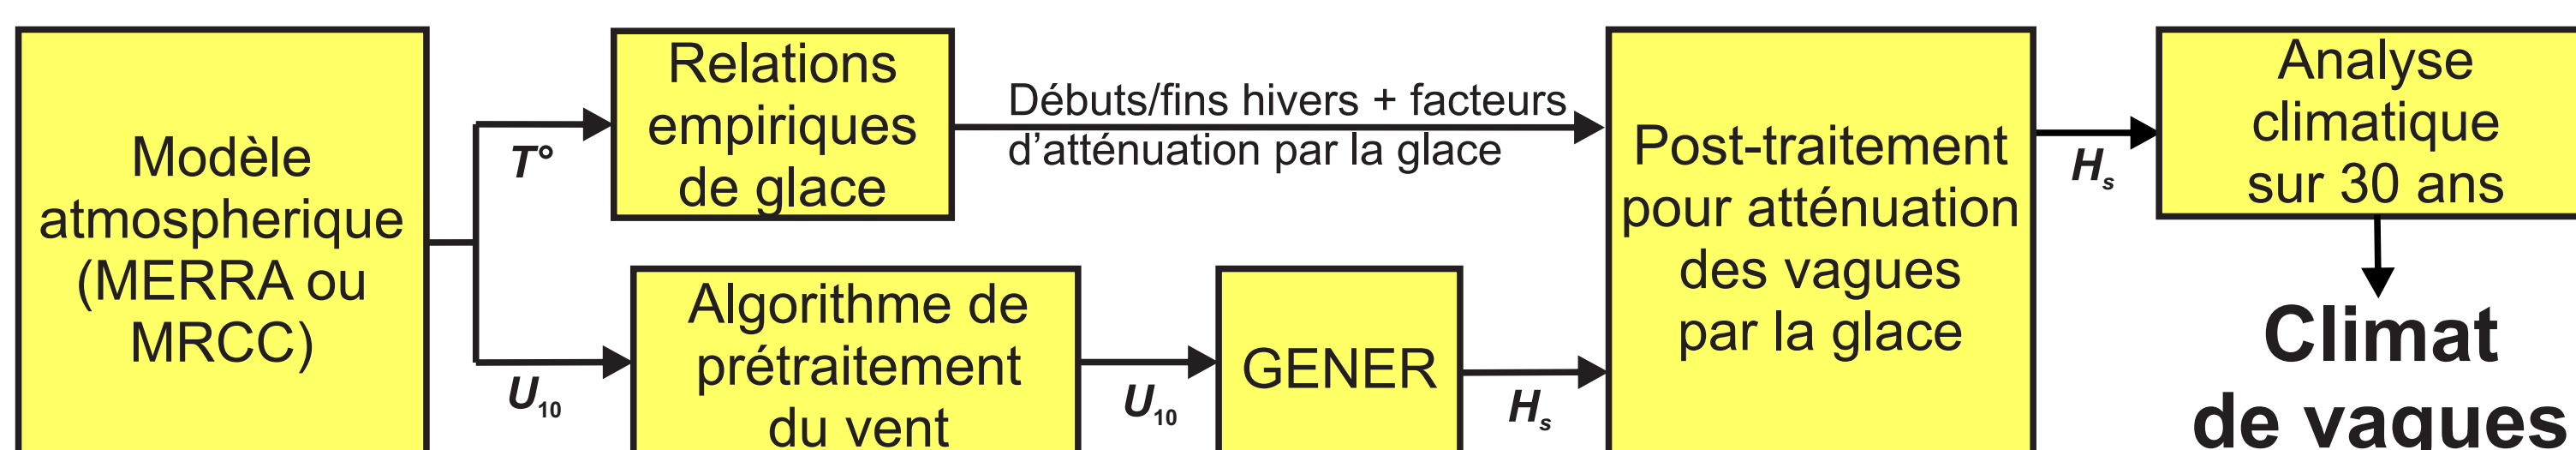 Modèle
atmospherique
(MERRA ou
MRCC)
T°
U10
Relations
empiriques
de glace
Débuts/fins hivers + facteurs
d’atténuation par la glace
Algorithme de
prétraitement
du vent
U10
GENER
Hs
Post-traitement
pour atténuation
des vagues
par la glace
Hs
Analyse
climatique
sur 30 ans
Climat
de vagues